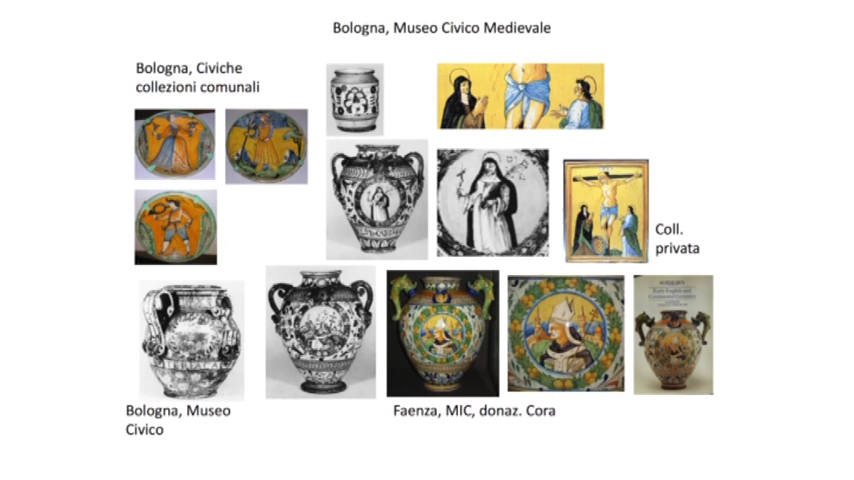 Bologna, Museo Civico Medievale
Bologna, Civiche
collezioni comunali
Coll.
privata
Bologna, Museo
Civico
Faenza, MIC, donaz. Cora